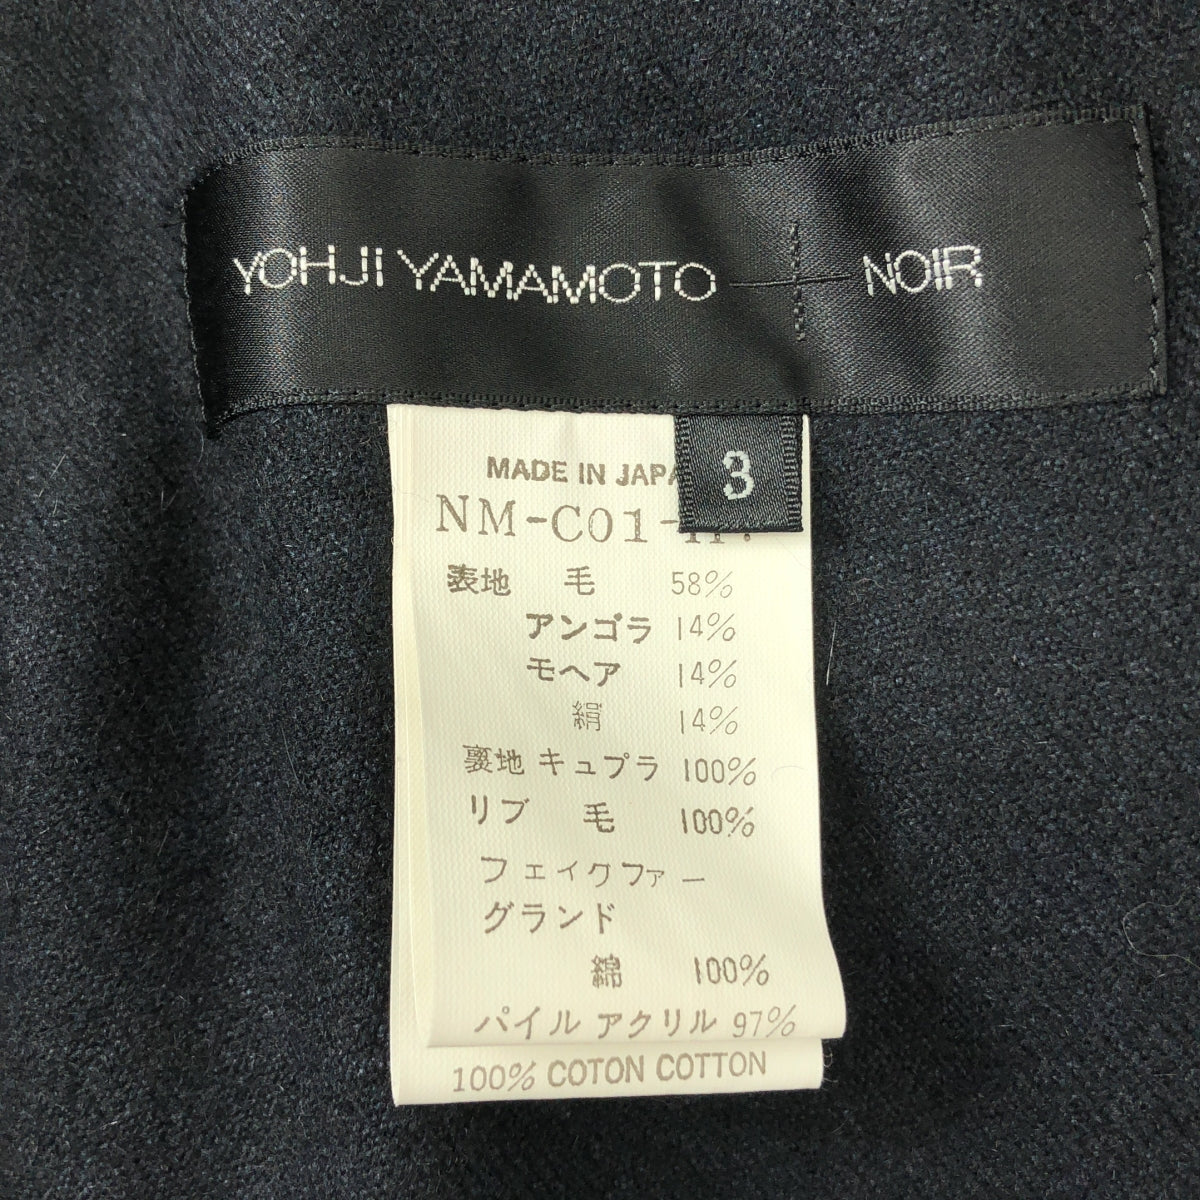 YOHJI YAMAMOTO NOIR
3
MADE IN
NM-C01-
表地 毛 58%
アンゴラ 14%
モヘア 14%
絹 14%
裏地 キュプラ 100%
リブ 毛 100%
フェイクファー
グランド
綿 100%
パイル アクリル 97%
100% COTON COTTON